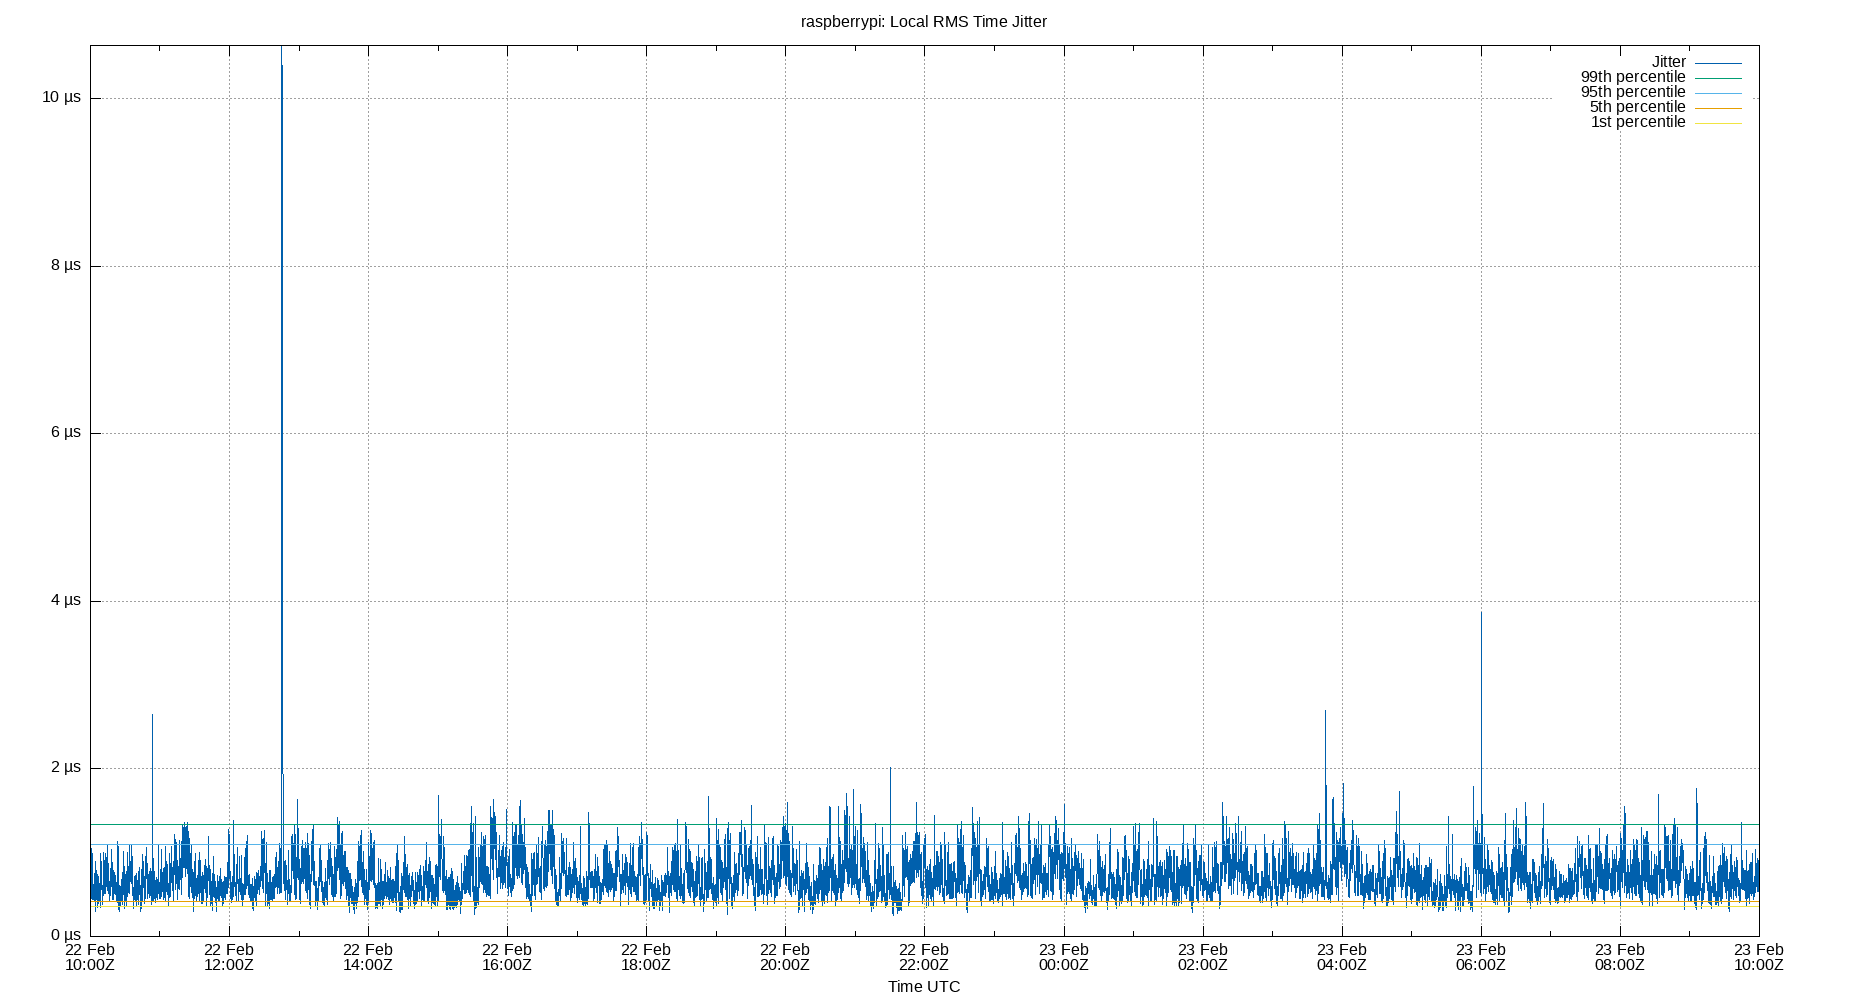 raspberrypi: Local RMS Time Jitter
Jitter
99th percentile
95th percentile
5th percentile
1st percentile
10 µs
8 µs
6 µs
4 µs
2 µs
0 µs
22 Feb 22 Feb 22 Feb 22 Feb 22 Feb 22 Feb 22 Feb 23 Feb 23 Feb 23 Feb 23 Feb 23 Feb 23 Feb
10:00Z 12:00Z 14:00Z 16:00Z 18:00Z 20:00Z 22:00Z 00:00Z 02:00Z 04:00Z 06:00Z 08:00Z 10:00Z
Time UTC